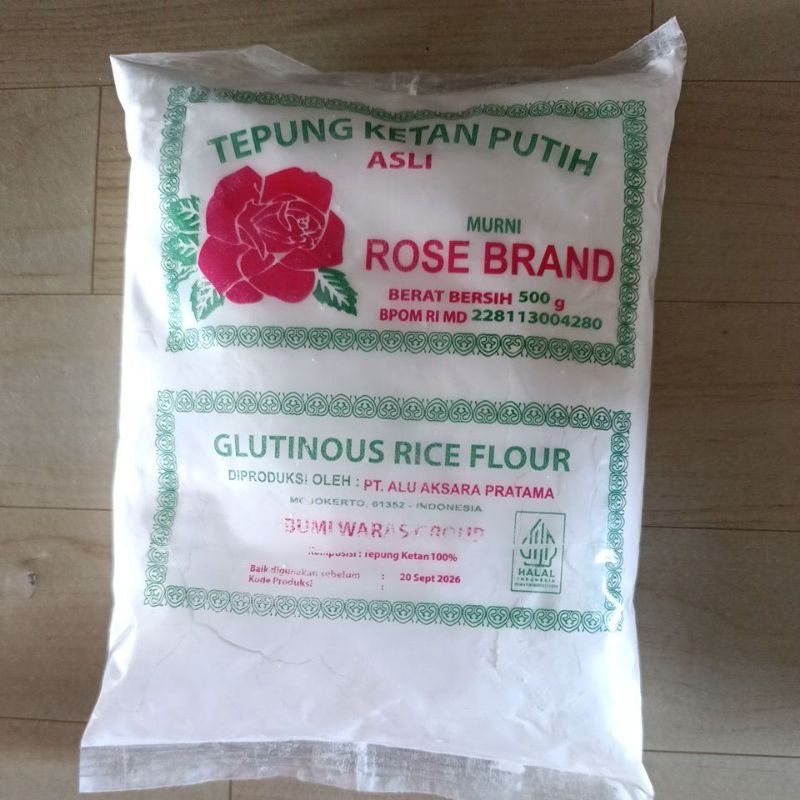 TEPUNG KETAN PUTIH
ASLI
MURNI
ROSE BRAND
BERAT BERSIH 500 g
BPOM RI MD 228113004280
GLUTINOUS RICE FLOUR
DIPRODUKSI OLEH : PT. ALU AKSARA PRATAMA
MOJOKERTO, 61352 - INDONESIA
BUMI WARAS GROUP
Komposisi : Tepung Ketan 100%
Baik digunakan sebelum : 20 Sept 2026
Kode Produksi :
HALAL
INDONESIA